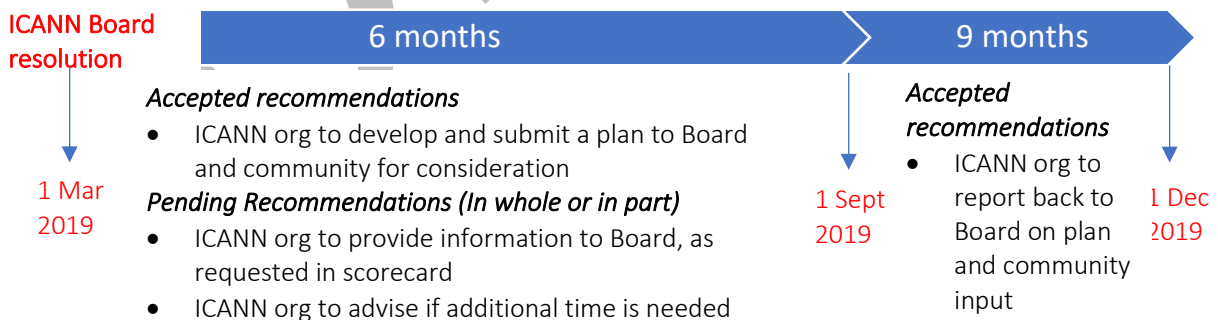 ICANN Board
resolution
6 months
9 months
1 Mar
2019
Accepted recommendations
• ICANN org to develop and submit a plan to Board
and community for consideration
Pending Recommendations (In whole or in part)
• ICANN org to provide information to Board, as
requested in scorecard
• ICANN org to advise if additional time is needed
1 Sept
2019
Accepted
recommendations
• ICANN org to
report back to
Board on plan
and community
input
1 Dec
2019